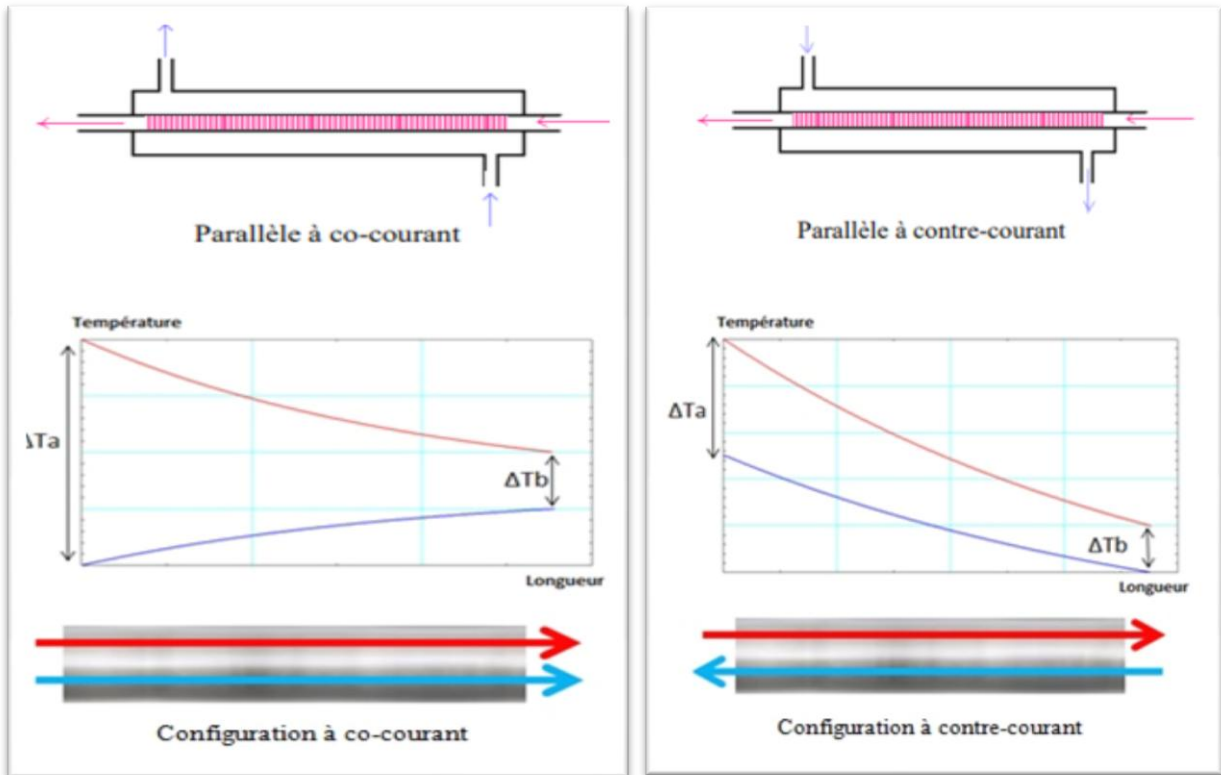 Parallèle à co-courant
Température
ΔTa
ΔTb
Longueur
Configuration à co-courant
Parallèle à contre-courant
Température
ΔTa
ΔTb
Longueur
Configuration à contre-courant